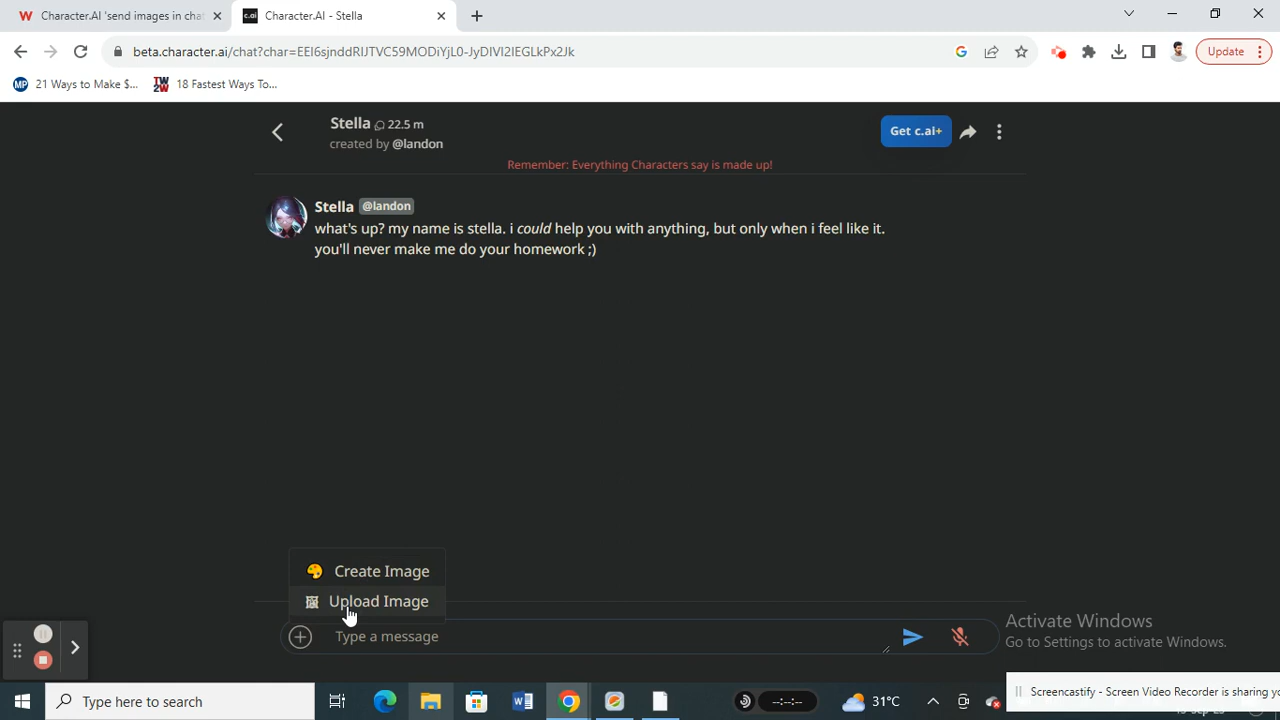 Character.AI 'send images in chat
c.ai
Character.AI - Stella
beta.character.ai/chat?char=EEI6sjnddRIJTVC59MODiYjL0-JyDIVI2IEGLkPx2Jk
Update
MP 21 Ways to Make $...
TW 2W 18 Fastest Ways To...
Stella 22.5 m
created by @landon
Get c.ai+
Remember: Everything Characters say is made up!
Stella @landon
what's up? my name is stella. i could help you with anything, but only when i feel like it.
you'll never make me do your homework ;)
Create Image
Upload Image
Type a message
Activate Windows
Go to Settings to activate Windows.
Type here to search
--:--:--
31°C
Screencastify - Screen Video Recorder is sharing yo